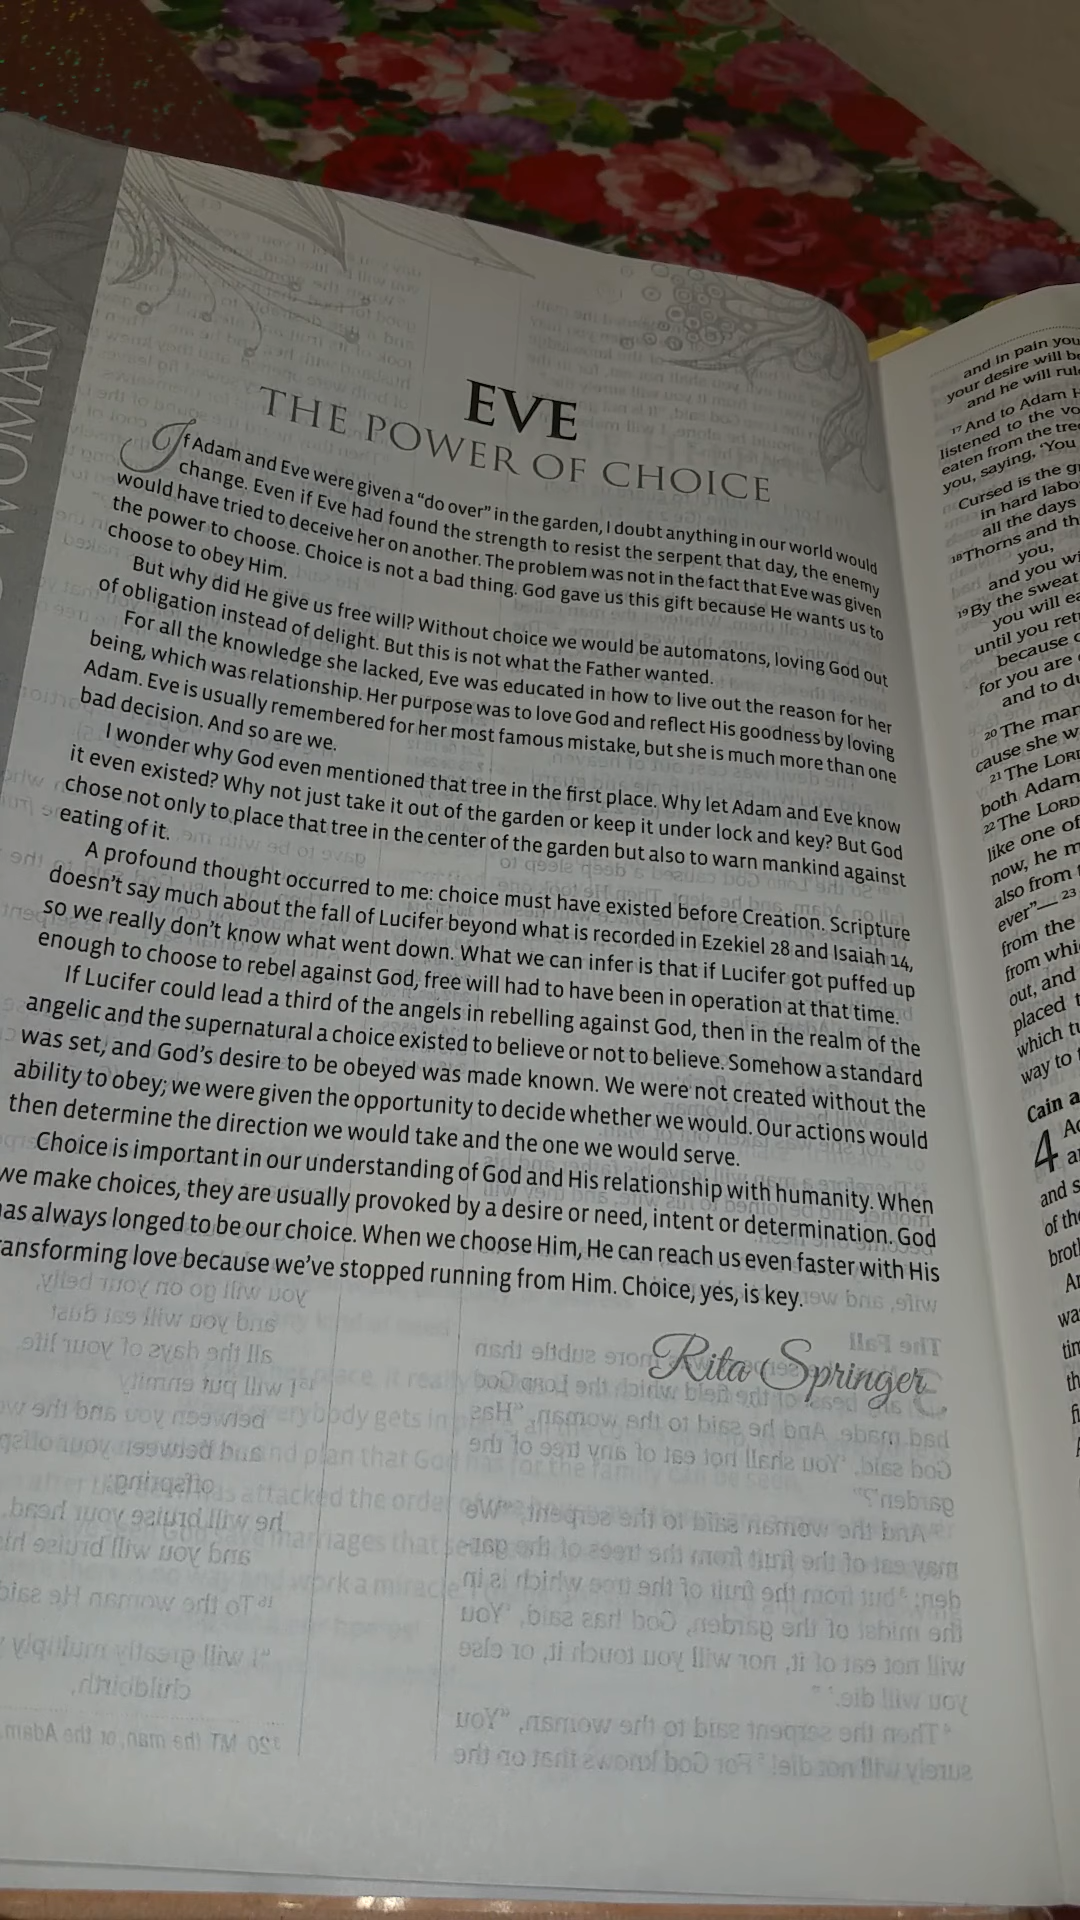 WOMAN
EVE
THE POWER OF CHOICE
If Adam and Eve were given a “do over” in the garden, I doubt anything in our world would
change. Even if Eve had found the strength to resist the serpent that day, the enemy
would have tried to deceive her on another. The problem was not in the fact that Eve was given
the power to choose. Choice is not a bad thing. God gave us this gift because He wants us to
choose to obey Him.
But why did He give us free will? Without choice we would be automatons, loving God out
of obligation instead of delight. But this is not what the Father wanted.
For all the knowledge she lacked, Eve was educated in how to live out the reason for her
being, which was relationship. Her purpose was to love God and reflect His goodness by loving
Adam. Eve is usually remembered for her most famous mistake, but she is much more than one
bad decision. And so are we.
I wonder why God even mentioned that tree in the first place. Why let Adam and Eve know
it even existed? Why not just take it out of the garden or keep it under lock and key? But God
chose not only to place that tree in the center of the garden but also to warn mankind against
eating of it.
A profound thought occurred to me: choice must have existed before Creation. Scripture
doesn’t say much about the fall of Lucifer beyond what is recorded in Ezekiel 28 and Isaiah 14,
so we really don’t know what went down. What we can infer is that if Lucifer got puffed up
enough to choose to rebel against God, free will had to have been in operation at that time.
If Lucifer could lead a third of the angels in rebelling against God, then in the realm of the
angelic and the supernatural a choice existed to believe or not to believe. Somehow a standard
was set, and God’s desire to be obeyed was made known. We were not created without the
ability to obey; we were given the opportunity to decide whether we would. Our actions would
then determine the direction we would take and the one we would serve.
Choice is important in our understanding of God and His relationship with humanity. When
we make choices, they are usually provoked by a desire or need, intent or determination. God
as always longed to be our choice. When we choose Him, He can reach us even faster with His
ansforming love because we’ve stopped running from Him. Choice, yes, is key.
Rita Springer
and in pain you
your desire will b
and he will rul
17 And to Adam H
listened to the vo
eaten from the tre
you, saying, ‘You
Cursed is the g
in hard labo
all the days
18 Thorns and th
you,
and you wi
19 By the sweat
you will ea
until you ret
because
for you are
and to du
20 The mar
cause she w
21 The LORD
both Adam
22 The LORD
like one of
now, he m
also from
ever”— 23
from the
from whi
out, and
placed t
which tu
way to
Cain a
4 Ad
a
and s
of the
brot
A
wa
tin
th
fi